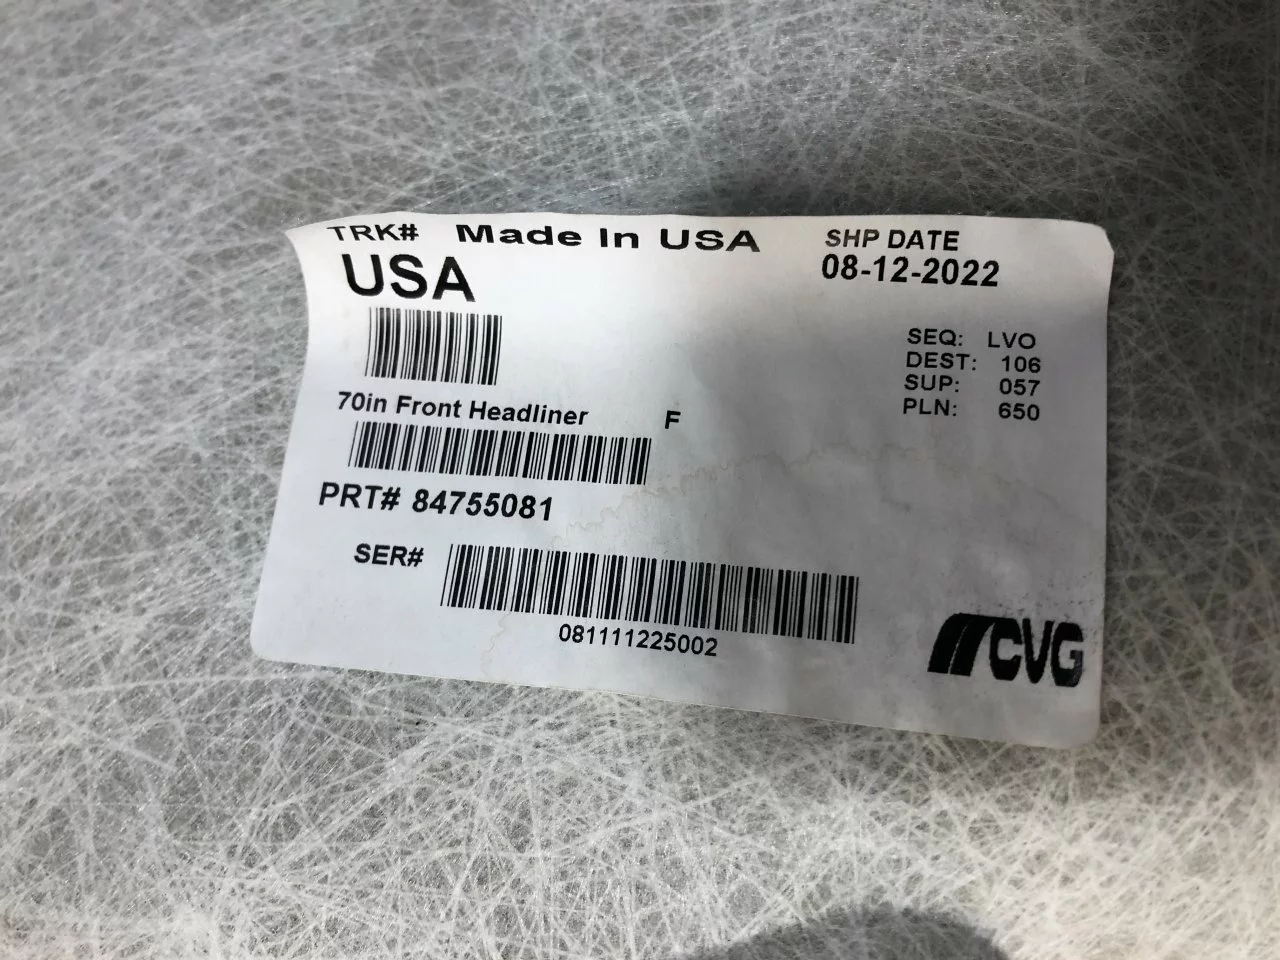 TRK# Made In USA
USA
SHP DATE
08-12-2022
SEQ: LVO
DEST: 106
SUP: 057
PLN: 650
70in Front Headliner F
PRT# 84755081
SER#
081111225002
CVG